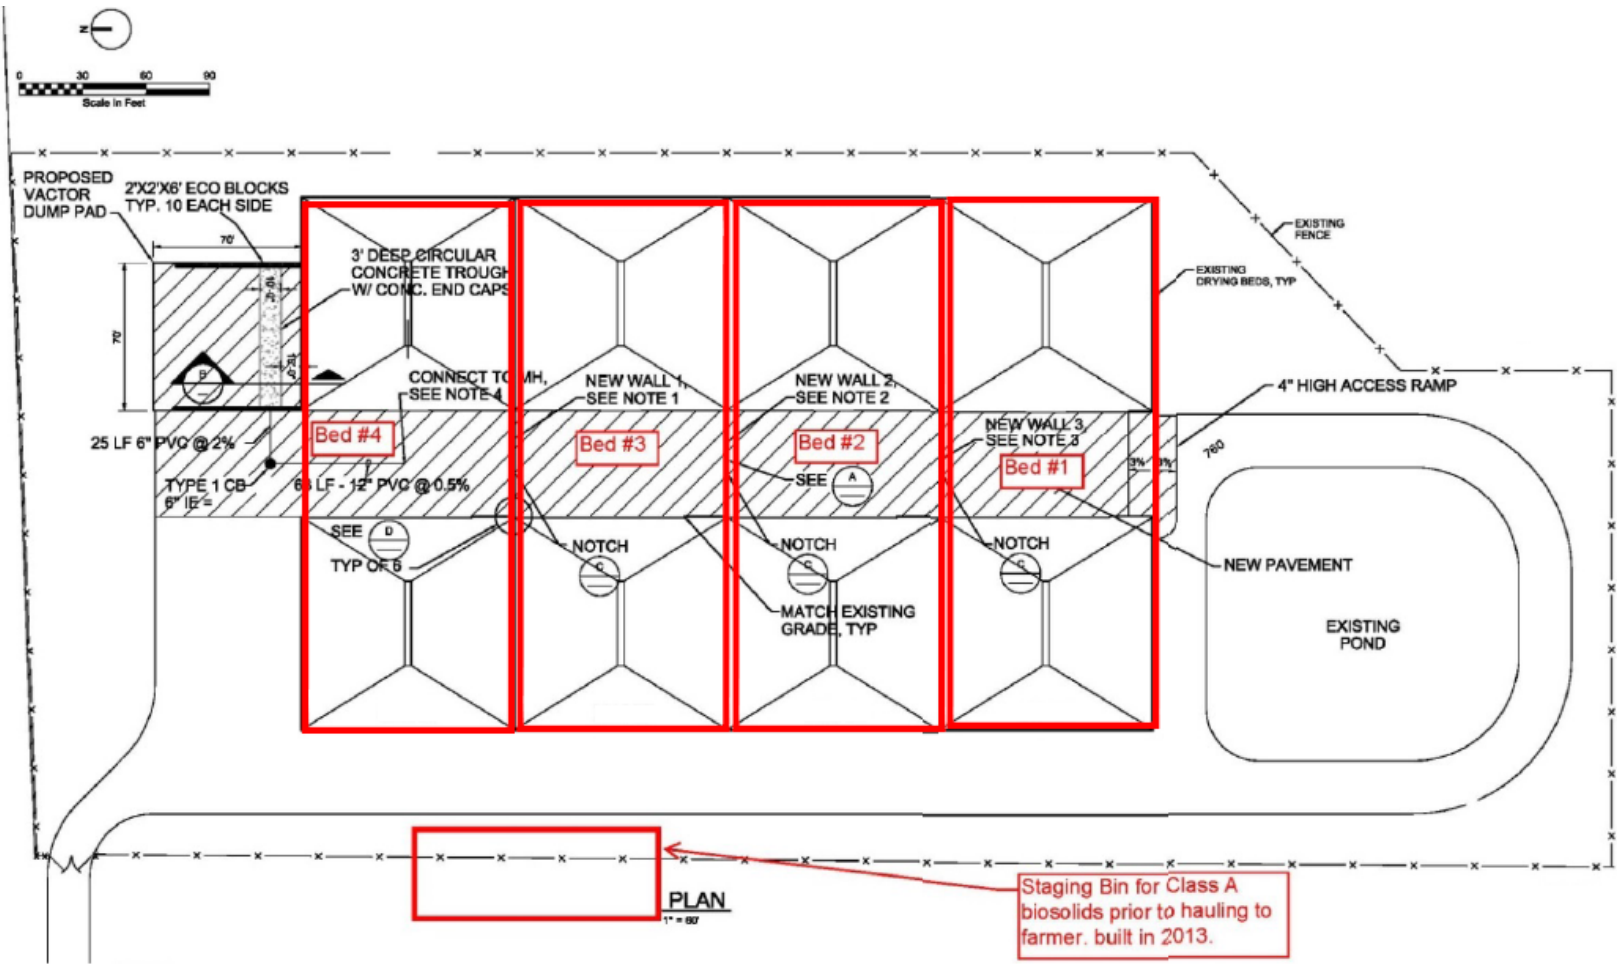 N
0 30 60 90
Scale In Feet
PROPOSED
VACTOR
DUMP PAD
2'X2'X6' ECO BLOCKS
TYP. 10 EACH SIDE
70'
70'
3' DEEP CIRCULAR
CONCRETE TROUGH
W/ CONC. END CAPS
B
CONNECT TO MH,
SEE NOTE 4
NEW WALL 1,
SEE NOTE 1
NEW WALL 2,
SEE NOTE 2
NEW WALL 3,
SEE NOTE 3
EXISTING
FENCE
EXISTING
DRYING BEDS, TYP
4" HIGH ACCESS RAMP
760
25 LF 6" PVC @ 2%
Bed #4
Bed #3
Bed #2
Bed #1
3%
TYPE 1 CB
6" IE =
LF - 12" PVC @ 0.5%
SEE A
SEE D
TYP OF 6
NOTCH
C
NOTCH
C
NOTCH
C
NEW PAVEMENT
MATCH EXISTING
GRADE, TYP
EXISTING
POND
PLAN
1" = 60'
Staging Bin for Class A
biosolids prior to hauling to
farmer. built in 2013.